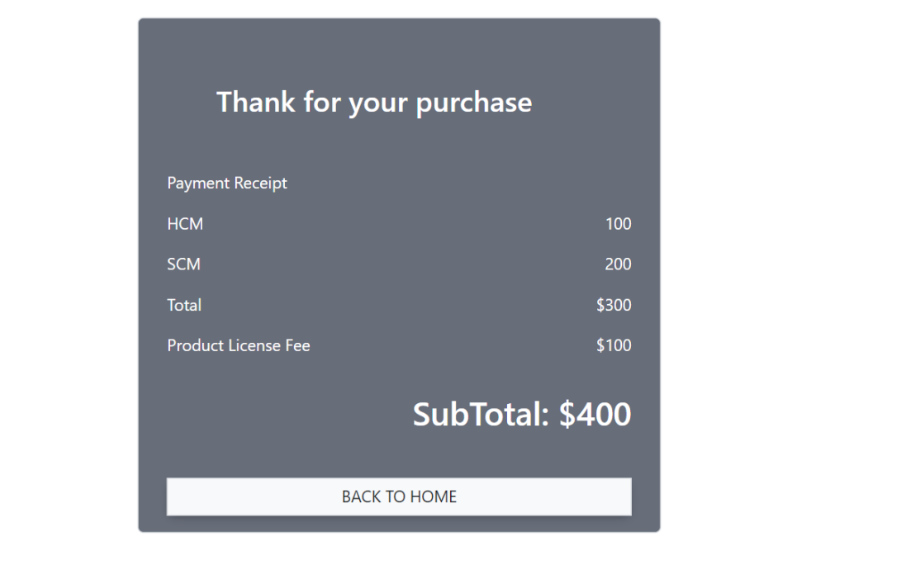 Thank for your purchase
Payment Receipt
HCM 100
SCM 200
Total $300
Product License Fee $100
SubTotal: $400
BACK TO HOME